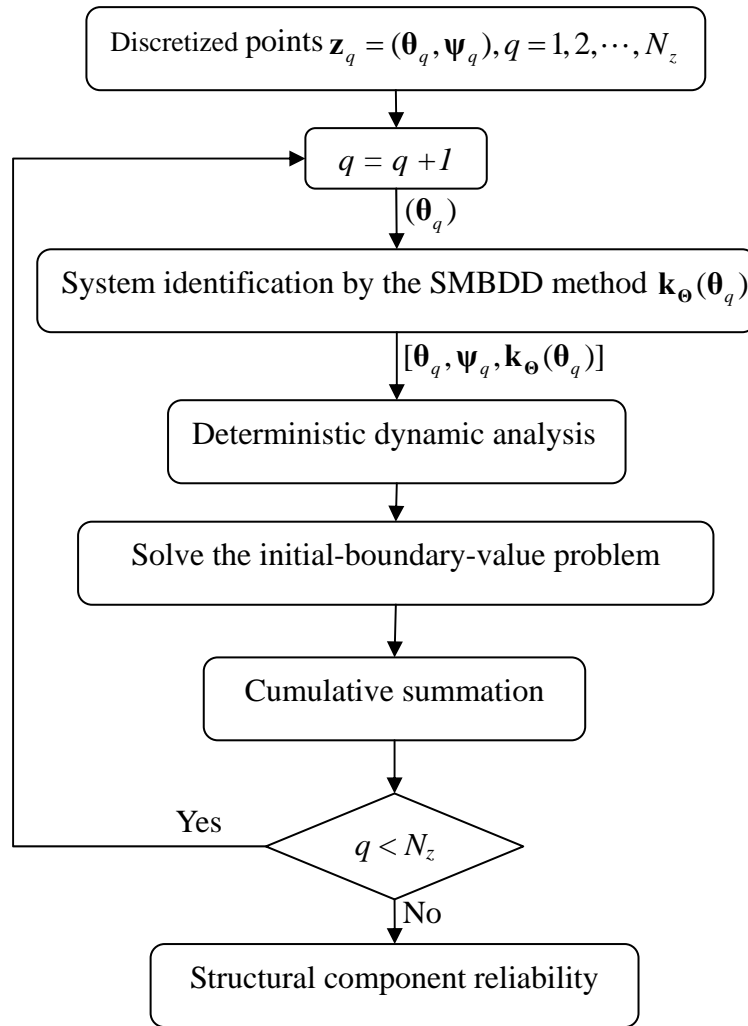 Discretized points 𝐳_q = (𝛉_q, 𝛙_q), q = 1, 2, ⋯, N_z
q = q +1
(𝛉_q)
System identification by the SMBDD method 𝐤_𝚯(𝛉_q)
[𝛉_q, 𝛙_q, 𝐤_𝚯(𝛉_q)]
Deterministic dynamic analysis
Solve the initial-boundary-value problem
Cumulative summation
Yes
q < N_z
No
Structural component reliability